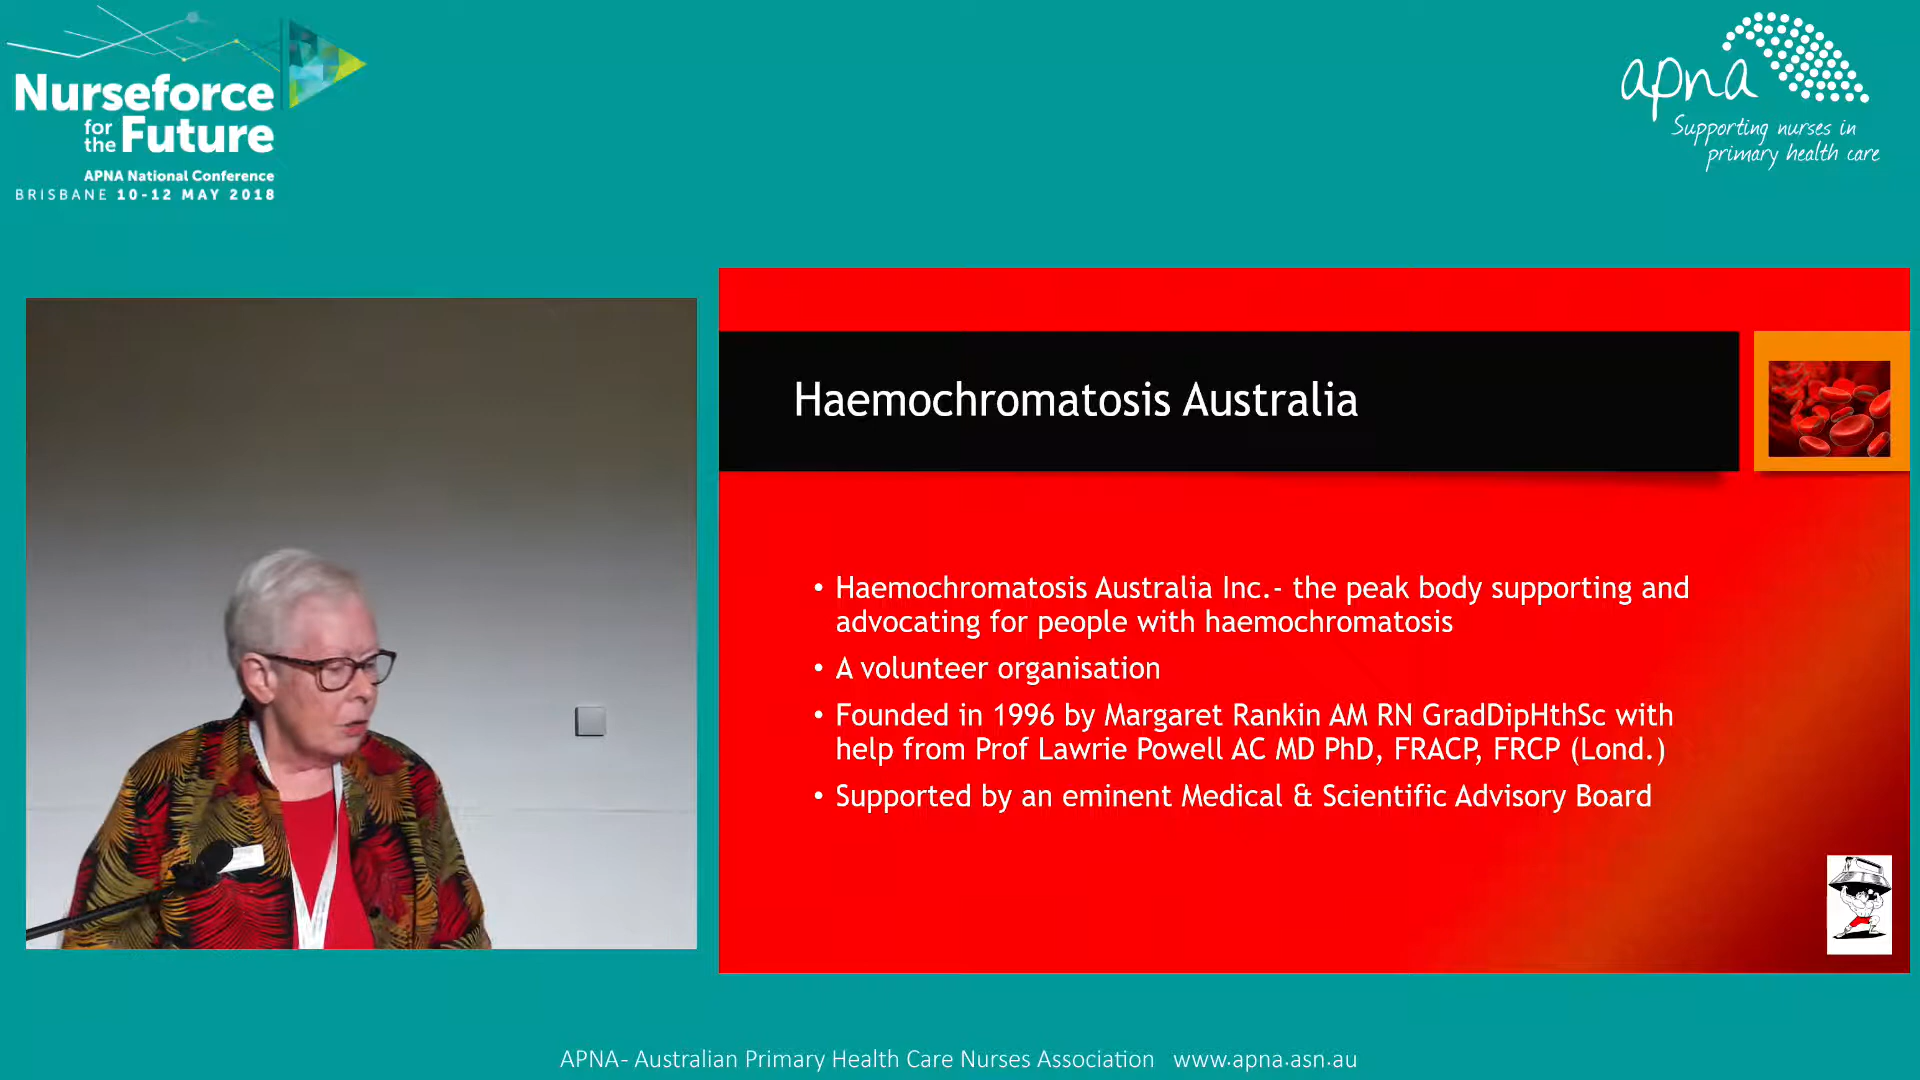 Nurseforce
for the Future
APNA National Conference
BRISBANE 10-12 MAY 2018
apna
Supporting nurses in
primary health care
Haemochromatosis Australia
• Haemochromatosis Australia Inc.- the peak body supporting and
advocating for people with haemochromatosis
• A volunteer organisation
• Founded in 1996 by Margaret Rankin AM RN GradDipHthSc with
help from Prof Lawrie Powell AC MD PhD, FRACP, FRCP (Lond.)
• Supported by an eminent Medical & Scientific Advisory Board
APNA- Australian Primary Health Care Nurses Association www.apna.asn.au